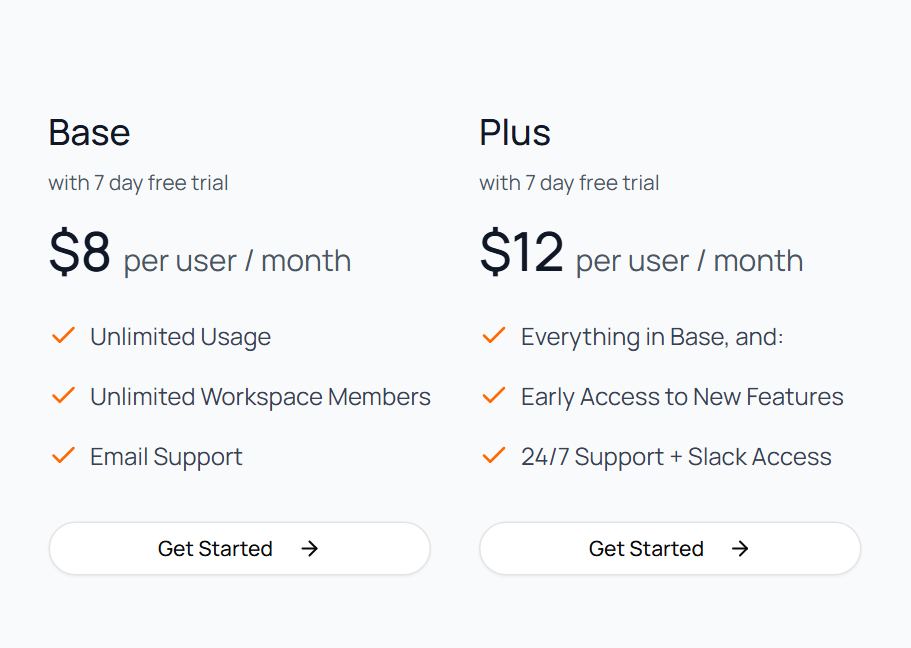 Base
with 7 day free trial
$8 per user / month
Unlimited Usage
Unlimited Workspace Members
Email Support
Get Started
Plus
with 7 day free trial
$12 per user / month
Everything in Base, and:
Early Access to New Features
24/7 Support + Slack Access
Get Started